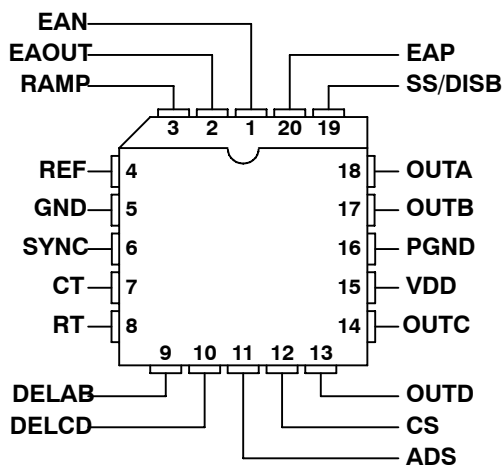 EAN
EAOUT EAP
RAMP SS/DISB
3 2 1 20 19
REF 4 18 OUTA
GND 5 17 OUTB
SYNC 6 16 PGND
CT 7 15 VDD
RT 8 14 OUTC
9 10 11 12 13
DELAB OUTD
DELCD CS
ADS